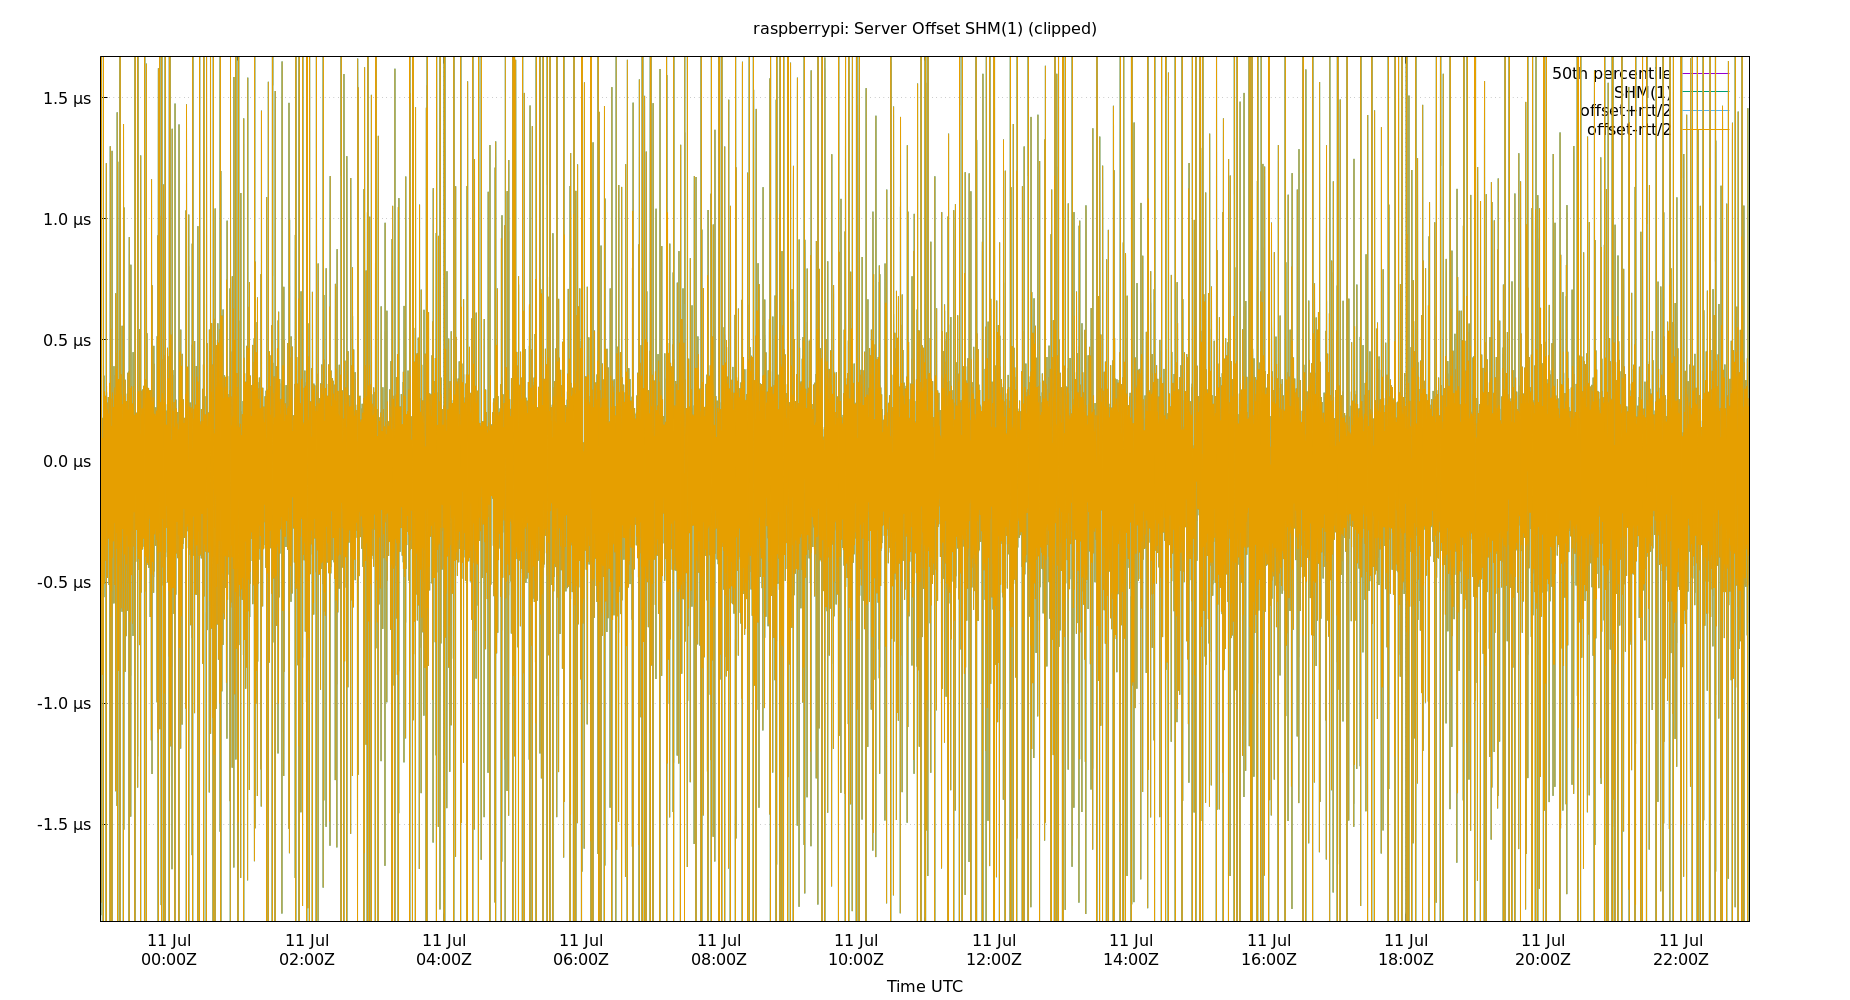 raspberrypi: Server Offset SHM(1) (clipped)
50th percentile
SHM(1)
offset+rtt/2
offset-rtt/2
1.5 µs
1.0 µs
0.5 µs
0.0 µs
-0.5 µs
-1.0 µs
-1.5 µs
11 Jul 11 Jul 11 Jul 11 Jul 11 Jul 11 Jul 11 Jul 11 Jul 11 Jul 11 Jul 11 Jul 11 Jul
00:00Z 02:00Z 04:00Z 06:00Z 08:00Z 10:00Z 12:00Z 14:00Z 16:00Z 18:00Z 20:00Z 22:00Z
Time UTC